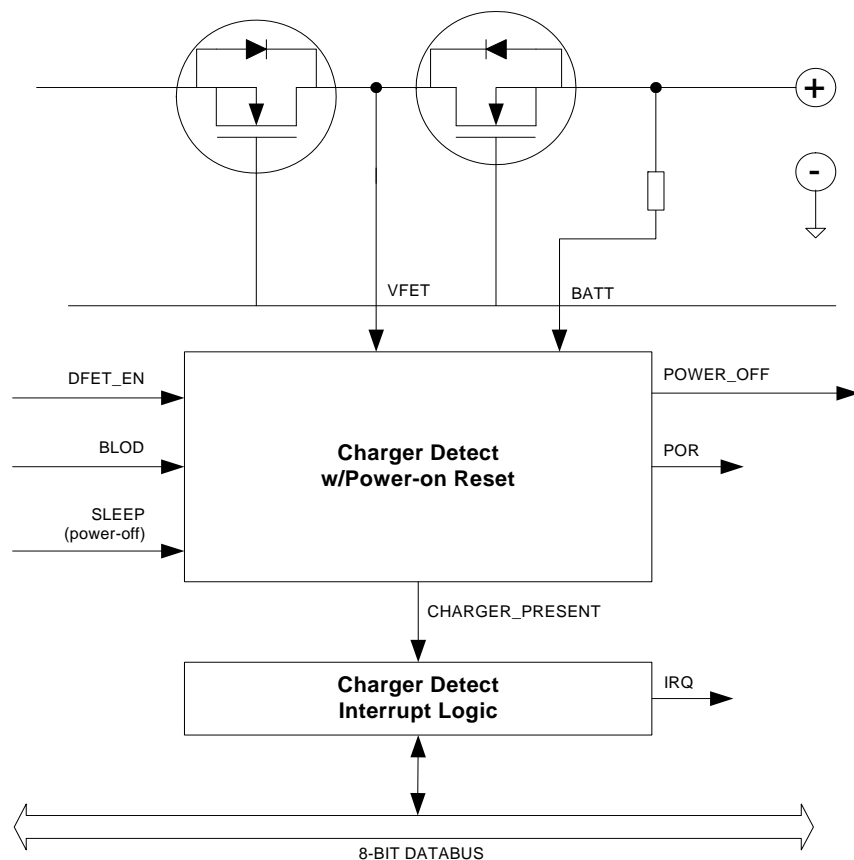 +
-
VFET
BATT
DFET_EN
POWER_OFF
BLOD
Charger Detect
w/Power-on Reset
POR
SLEEP
(power-off)
CHARGER_PRESENT
Charger Detect
Interrupt Logic
IRQ
8-BIT DATABUS